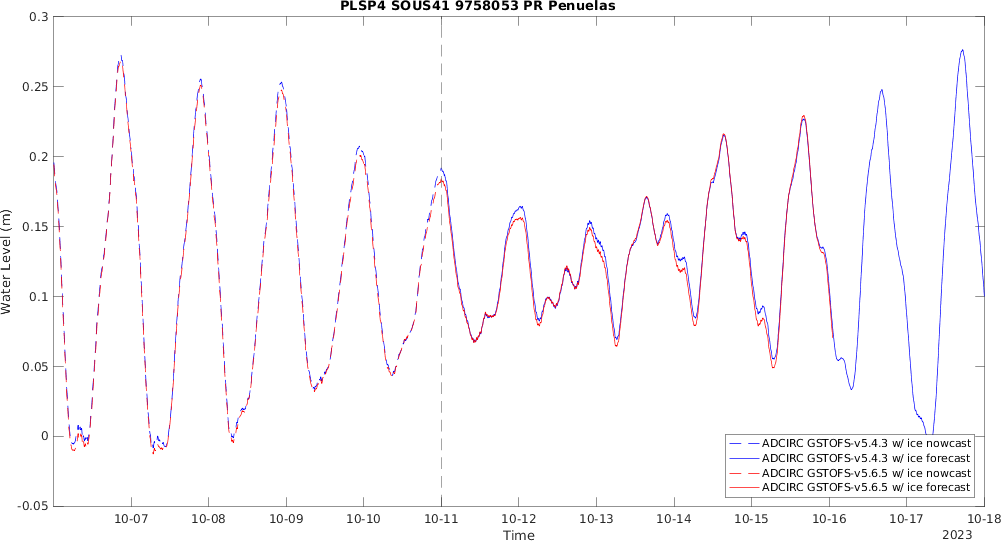 PLSP4 SOUS41 9758053 PR Penuelas
0.3
0.25
0.2
0.15
0.1
0.05
0
-0.05
Water Level (m)
10-07 10-08 10-09 10-10 10-11 10-12 10-13 10-14 10-15 10-16 10-17 10-18
Time
2023
ADCIRC GSTOFS-v5.4.3 w/ ice nowcast
ADCIRC GSTOFS-v5.4.3 w/ ice forecast
ADCIRC GSTOFS-v5.6.5 w/ ice nowcast
ADCIRC GSTOFS-v5.6.5 w/ ice forecast